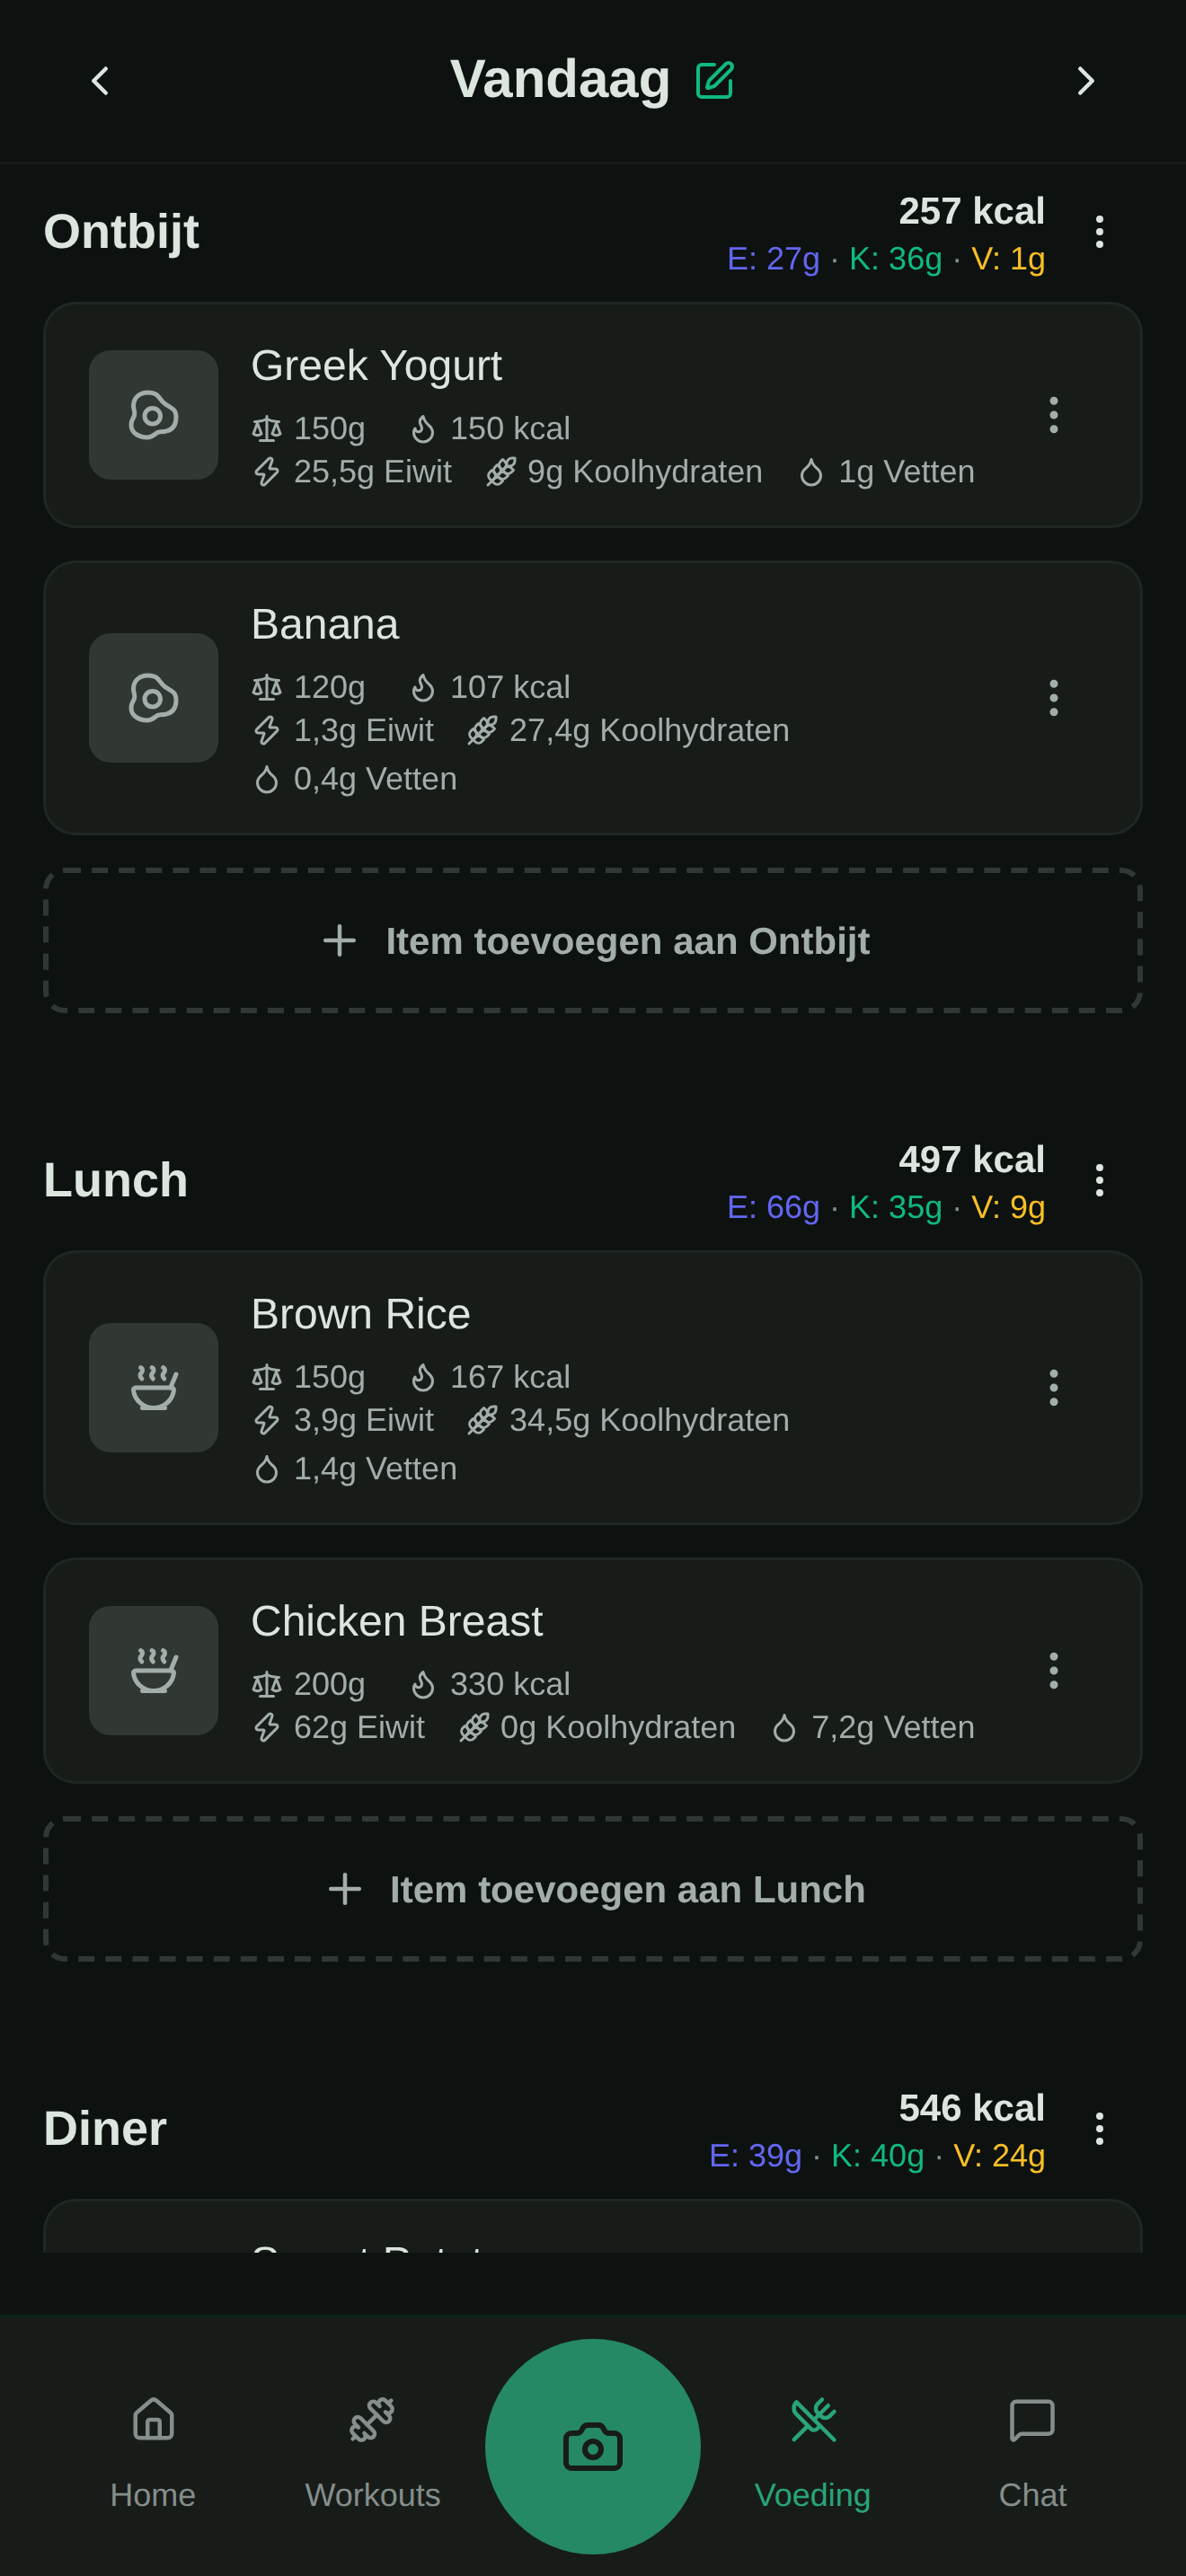 Vandaag
Ontbijt
257 kcal
E: 27g · K: 36g · V: 1g
Greek Yogurt
150g 150 kcal
25,5g Eiwit 9g Koolhydraten 1g Vetten
Banana
120g 107 kcal
1,3g Eiwit 27,4g Koolhydraten
0,4g Vetten
Item toevoegen aan Ontbijt
Lunch
497 kcal
E: 66g · K: 35g · V: 9g
Brown Rice
150g 167 kcal
3,9g Eiwit 34,5g Koolhydraten
1,4g Vetten
Chicken Breast
200g 330 kcal
62g Eiwit 0g Koolhydraten 7,2g Vetten
Item toevoegen aan Lunch
Diner
546 kcal
E: 39g · K: 40g · V: 24g
Home Workouts Voeding Chat